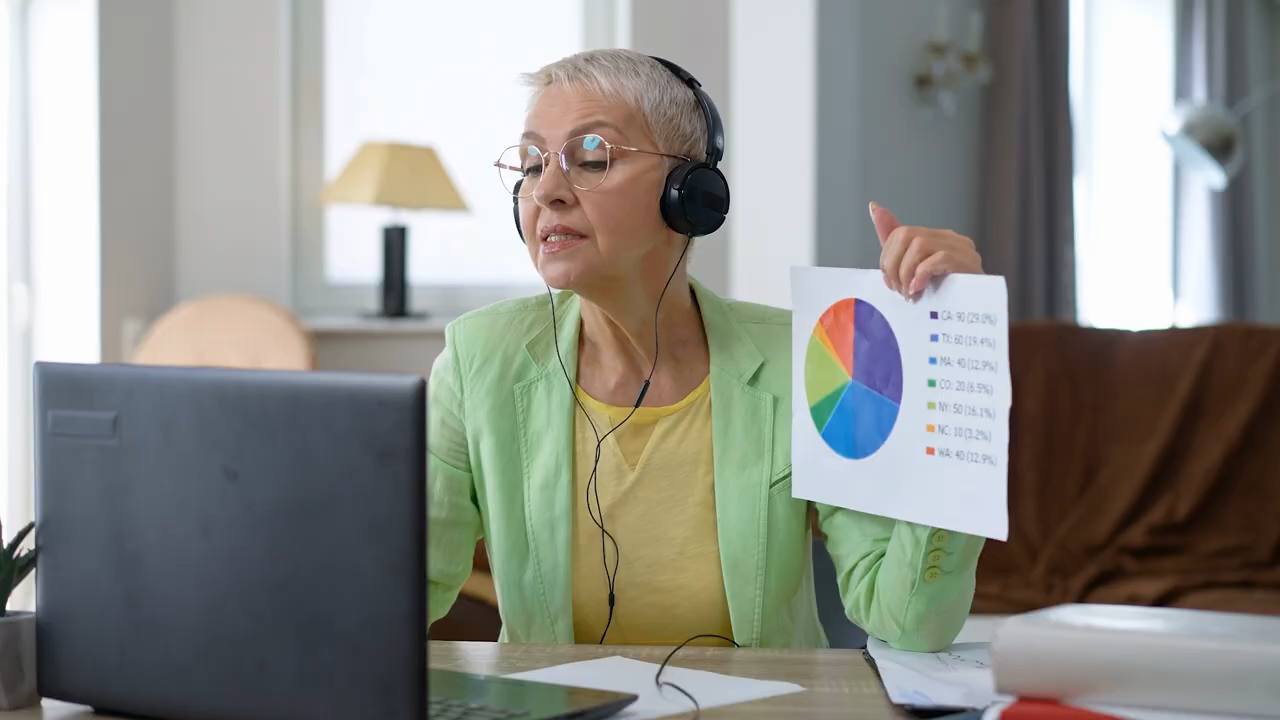 CA: 90 (29.0%)
TX: 60 (19.4%)
MA: 40 (12.9%)
CO: 20 (6.5%)
NY: 50 (16.1%)
NC: 10 (3.2%)
WA: 40 (12.9%)